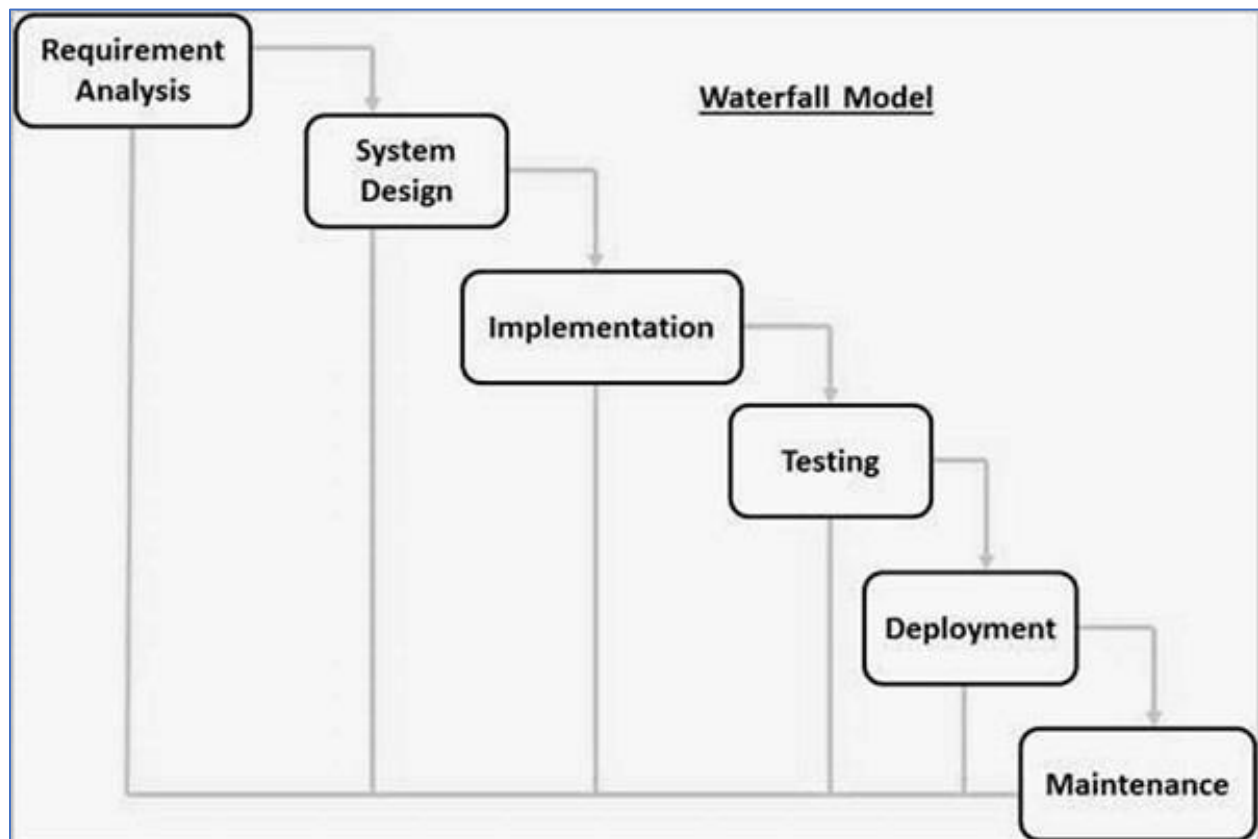 Requirement
Analysis
Waterfall Model
System
Design
Implementation
Testing
Deployment
Maintenance